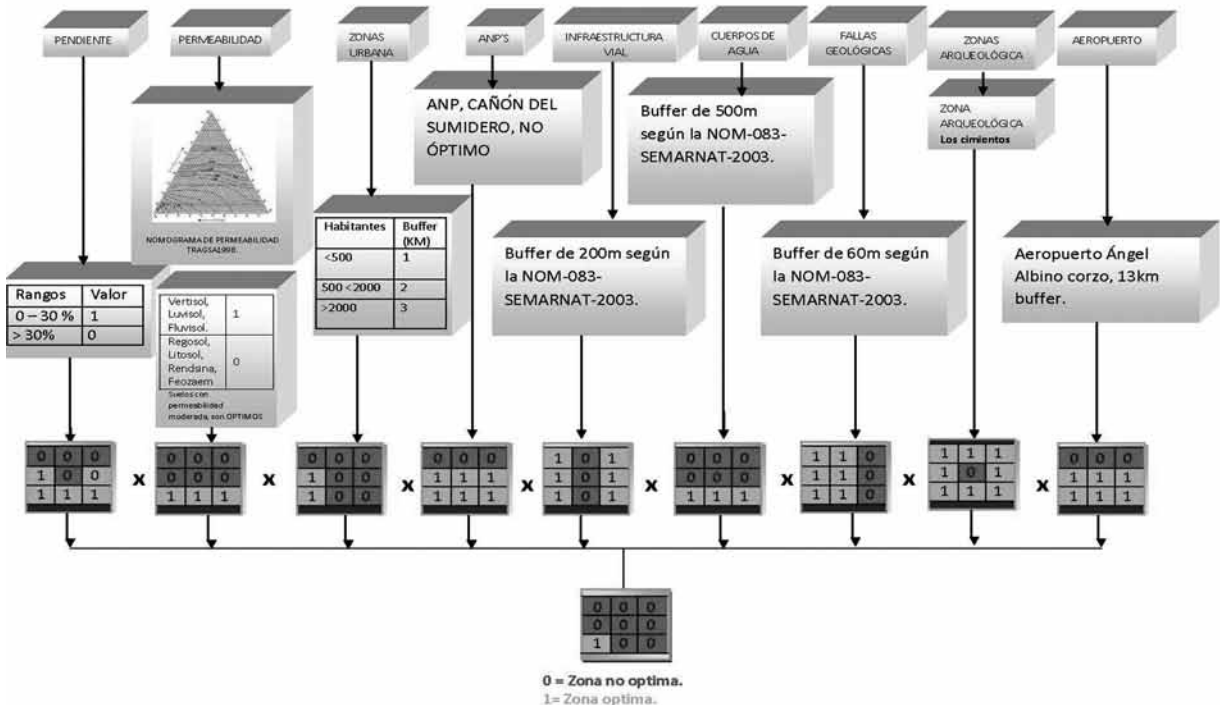 PENDIENTE
PERMEABILIDAD
ZONAS
URBANA
ANP'S
INFRAESTRUCTURA
VIAL
CUERPOS DE
AGUA
FALLAS
GEOLÓGICAS
ZONAS
ARQUEOLÓGICA
AEROPUERTO
NOMOGRAMA DE PERMEABILIDAD
TRAGSA1998.
ANP, CAÑÓN DEL
SUMIDERO, NO
ÓPTIMO
Buffer de 500m
según la NOM-083-
SEMARNAT-2003.
ZONA
ARQUEOLÓGICA
Los cimientos
Rangos Valor
0 – 30 % 1
> 30% 0
Vertisol,
Luvisol, 1
Fluvisol.
Regosol,
Litosol, 0
Rendsina,
Feozaem
Suelos con
permeabilidad
moderada, son OPTIMOS
Habitantes Buffer
(KM)
<500 1
500 <2000 2
>2000 3
Buffer de 200m según
la NOM-083-
SEMARNAT-2003.
Buffer de 60m según
la NOM-083-
SEMARNAT-2003.
Aeropuerto Ángel
Albino corzo, 13km
buffer.
0 0 0
1 0 0
1 1 1
x
0 0 0
0 0 0
1 1 1
x
0 0 0
1 0 0
1 0 0
x
0 0 0
1 1 1
1 1 1
x
1 0 1
1 0 1
1 0 1
x
0 0 0
0 0 0
1 1 1
x
1 1 0
1 1 0
1 1 0
x
1 1 1
1 0 1
1 1 1
x
0 0 0
1 1 1
1 1 1
0 0 0
0 0 0
1 0 0
0 = Zona no optima.
1= Zona optima.